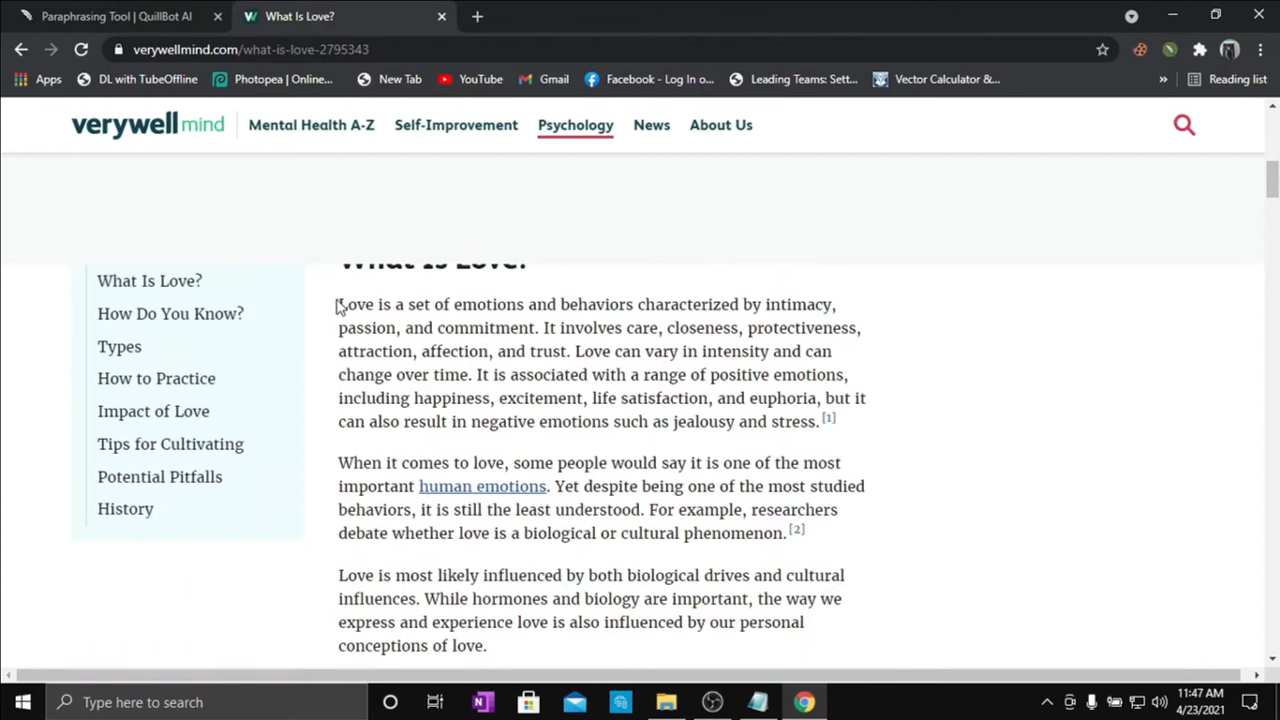 Paraphrasing Tool | QuillBot AI
What Is Love?
verywellmind.com/what-is-love-2795343
Apps
DL with TubeOffline
Photopea | Online...
New Tab
YouTube
Gmail
Facebook - Log In o...
Leading Teams: Sett...
Vector Calculator &...
»
Reading list
verywell mind
Mental Health A-Z
Self-Improvement
Psychology
News
About Us
What Is Love?
How Do You Know?
Types
How to Practice
Impact of Love
Tips for Cultivating
Potential Pitfalls
History
What Is Love?
Love is a set of emotions and behaviors characterized by intimacy,
passion, and commitment. It involves care, closeness, protectiveness,
attraction, affection, and trust. Love can vary in intensity and can
change over time. It is associated with a range of positive emotions,
including happiness, excitement, life satisfaction, and euphoria, but it
can also result in negative emotions such as jealousy and stress. [1]
When it comes to love, some people would say it is one of the most
important human emotions. Yet despite being one of the most studied
behaviors, it is still the least understood. For example, researchers
debate whether love is a biological or cultural phenomenon. [2]
Love is most likely influenced by both biological drives and cultural
influences. While hormones and biology are important, the way we
express and experience love is also influenced by our personal
conceptions of love.
Type here to search
11:47 AM
4/23/2021